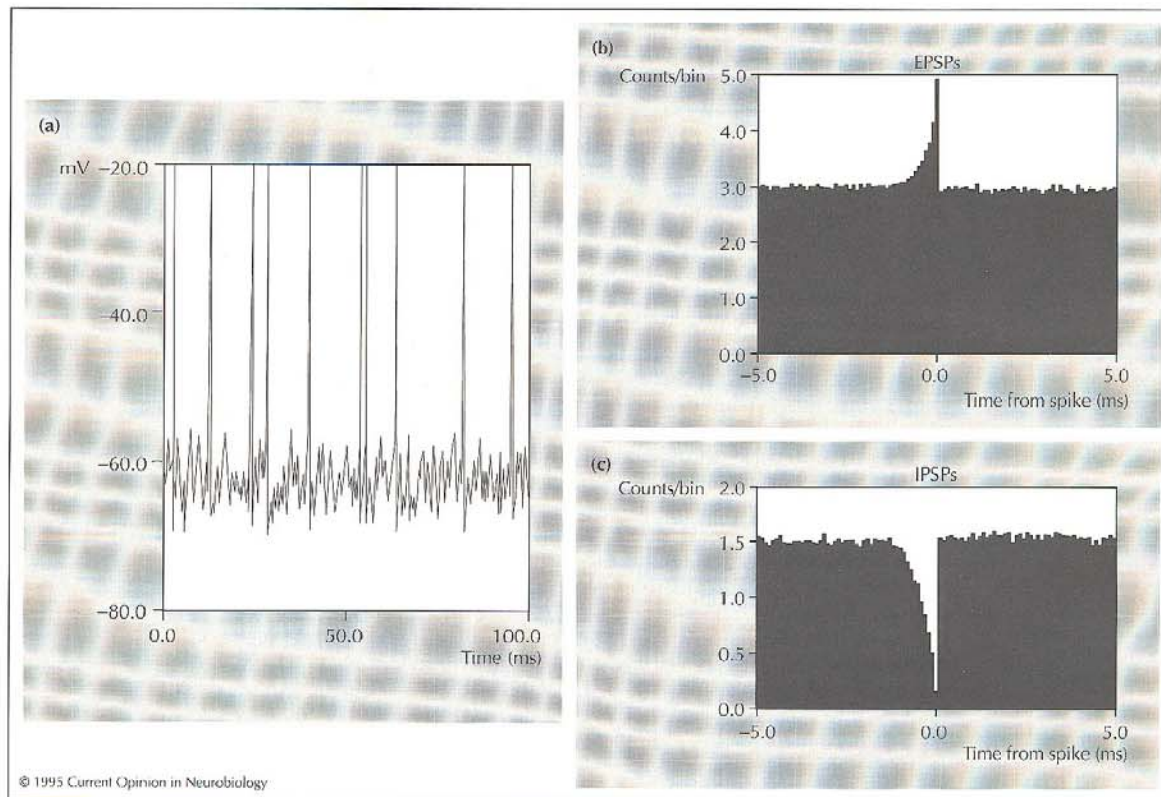 (a)
mV
−20.0
−40.0
−60.0
−80.0
0.0 50.0 100.0
Time (ms)
(b)
EPSPs
Counts/bin
5.0
4.0
3.0
2.0
1.0
0.0
−5.0 0.0 5.0
Time from spike (ms)
(c)
IPSPs
Counts/bin
2.0
1.5
1.0
0.5
0.0
−5.0 0.0 5.0
Time from spike (ms)
© 1995 Current Opinion in Neurobiology